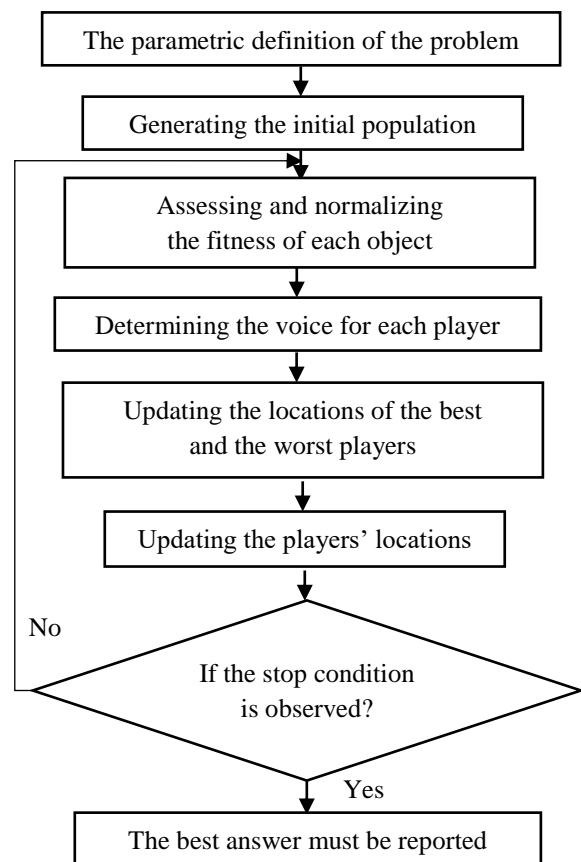 The parametric definition of the problem
Generating the initial population
Assessing and normalizing
the fitness of each object
Determining the voice for each player
Updating the locations of the best
and the worst players
Updating the players’ locations
No
If the stop condition
is observed?
Yes
The best answer must be reported